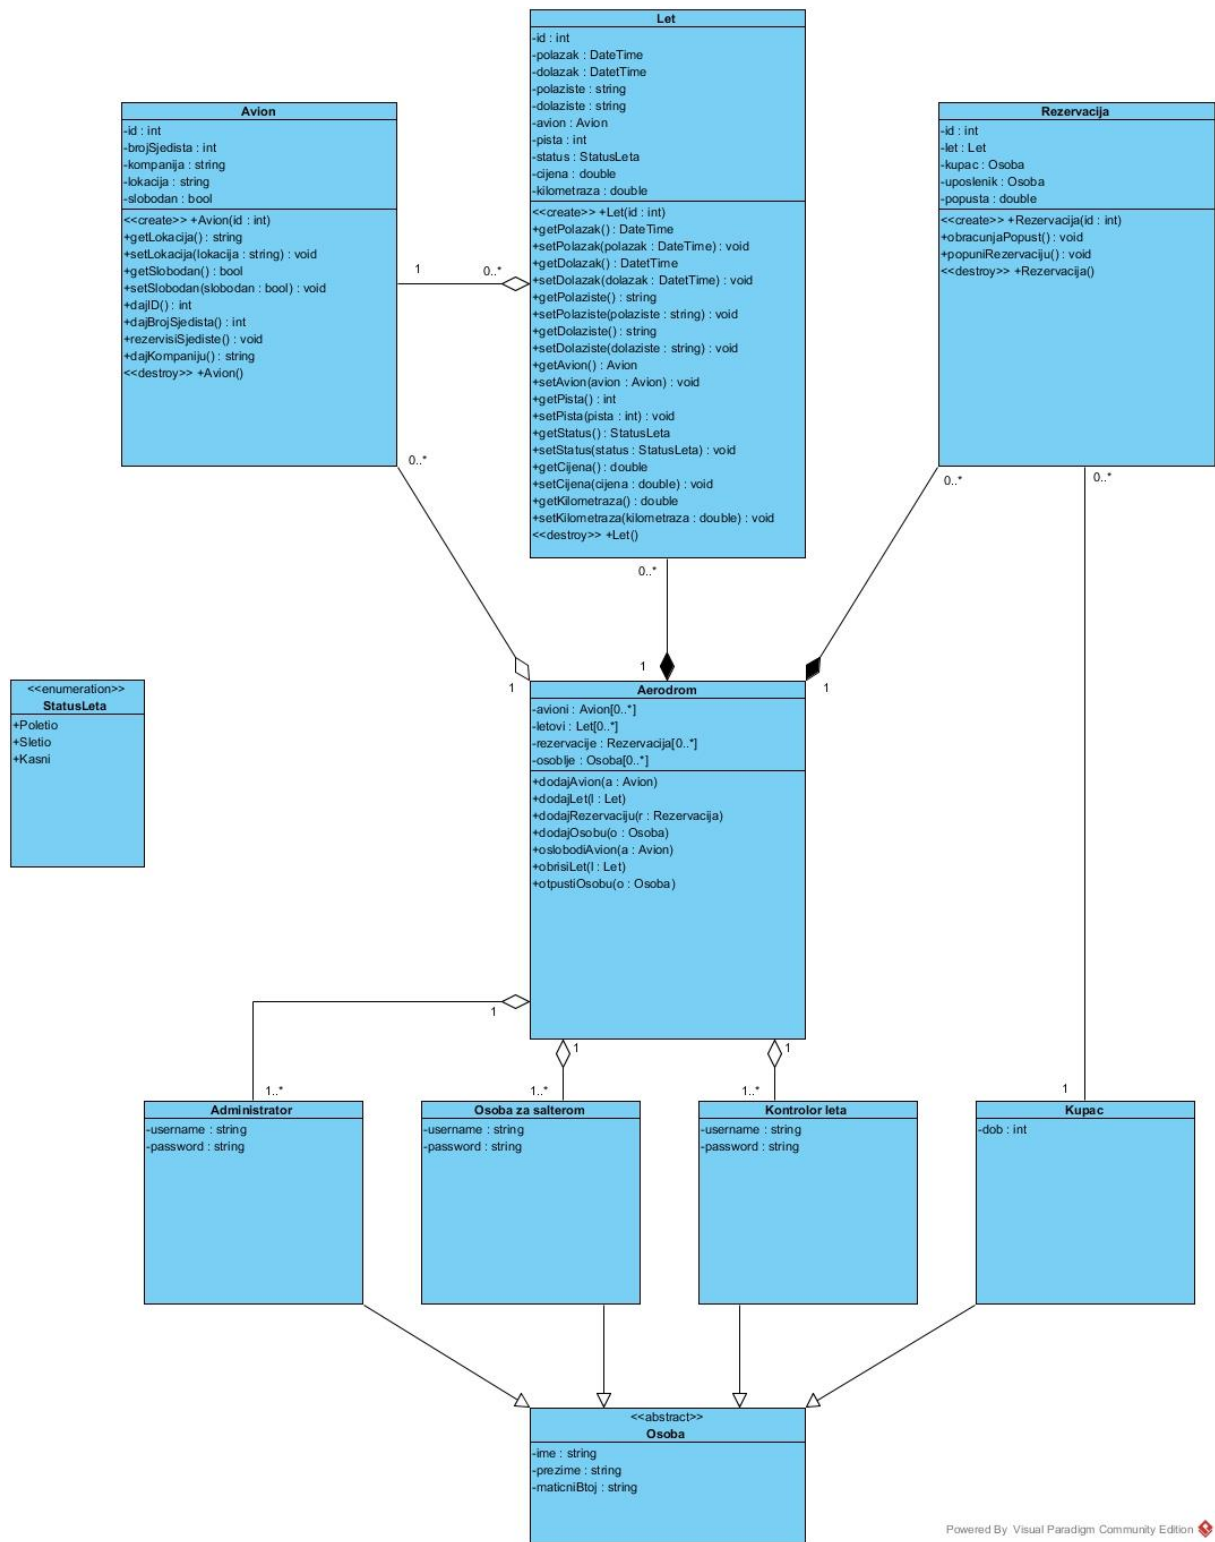 Let
-id : int
-polazak : DateTime
-dolazak : DatetTime
-polaziste : string
-dolaziste : string
-avion : Avion
-pista : int
-status : StatusLeta
-cijena : double
-kilometraza : double
<<create>> +Let(id : int)
+getPolazak() : DateTime
+setPolazak(polazak : DateTime) : void
+getDolazak() : DatetTime
+setDolazak(dolazak : DatetTime) : void
+getPolaziste() : string
+setPolaziste(polaziste : string) : void
+getDolaziste() : string
+setDolaziste(dolaziste : string) : void
+getAvion() : Avion
+setAvion(avion : Avion) : void
+getPista() : int
+setPista(pista : int) : void
+getStatus() : StatusLeta
+setStatus(status : StatusLeta) : void
+getCijena() : double
+setCijena(cijena : double) : void
+getKilometraza() : double
+setKilometraza(kilometraza : double) : void
<<destroy>> +Let()
Avion
-id : int
-brojSjedista : int
-kompanija : string
-lokacija : string
-slobodan : bool
<<create>> +Avion(id : int)
+getLokacija() : string
+setLokacija(lokacija : string) : void
+getSlobodan() : bool
+setSlobodan(slobodan : bool) : void
+dajID() : int
+dajBrojSjedista() : int
+rezervisiSjediste() : void
+dajKompaniju() : string
<<destroy>> +Avion()
1
0..*
Rezervacija
-id : int
-let : Let
-kupac : Osoba
-uposlenik : Osoba
-popusta : double
<<create>> +Rezervacija(id : int)
+obracunjaPopust() : void
+popuniRezervaciju() : void
<<destroy>> +Rezervacija()
0..*
0..*
0..*
0..*
1
1
1
<<enumeration>>
StatusLeta
+Poletio
+Sletio
+Kasni
Aerodrom
-avioni : Avion[0..*]
-letovi : Let[0..*]
-rezervacije : Rezervacija[0..*]
-osoblje : Osoba[0..*]
+dodajAvion(a : Avion)
+dodajLet(l : Let)
+dodajRezervaciju(r : Rezervacija)
+dodajOsobu(o : Osoba)
+oslobodiAvion(a : Avion)
+obrisiLet(l : Let)
+otpustiOsobu(o : Osoba)
1
1
1
1..*
1..*
1..*
1
Administrator
-username : string
-password : string
Osoba za salterom
-username : string
-password : string
Kontrolor leta
-username : string
-password : string
Kupac
-dob : int
<<abstract>>
Osoba
-ime : string
-prezime : string
-maticniBtoj : string
Powered By Visual Paradigm Community Edition